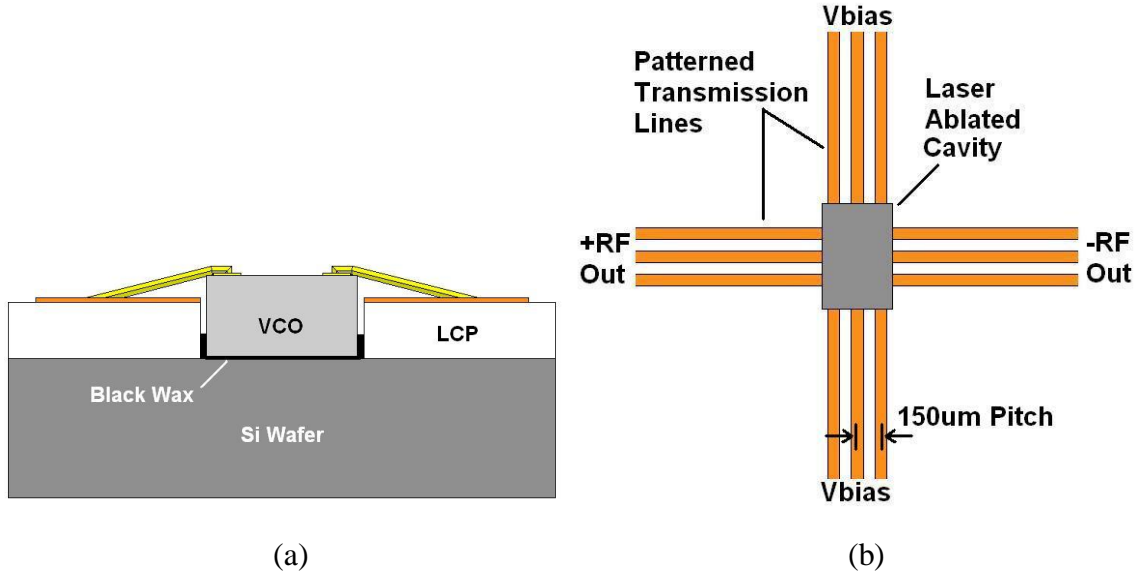 VCO
LCP
Black Wax
Si Wafer
(a)
Vbias
Patterned
Transmission
Lines
Laser
Ablated
Cavity
+RF
Out
-RF
Out
150um Pitch
Vbias
(b)